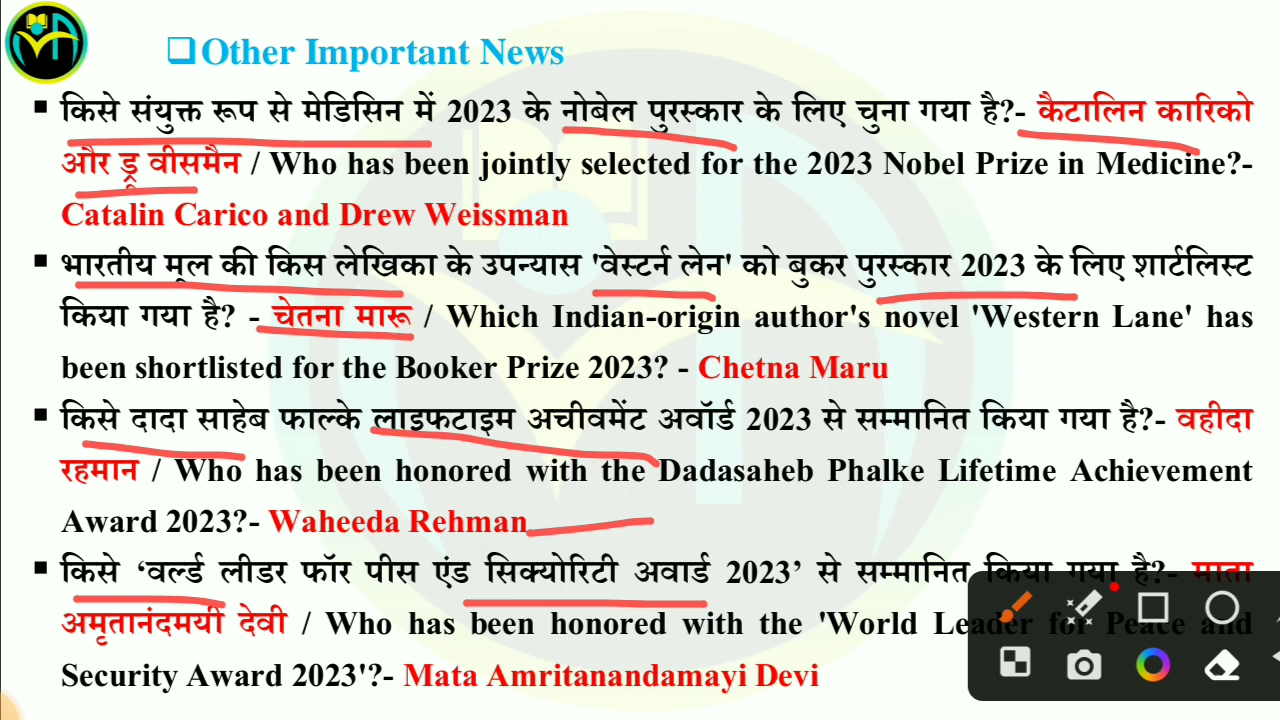 Other Important News
किसे संयुक्त रूप से मेडिसिन में 2023 के नोबेल पुरस्कार के लिए चुना गया है?- कैटालिन कारिको
और ड्रू वीसमैन / Who has been jointly selected for the 2023 Nobel Prize in Medicine?-
Catalin Carico and Drew Weissman
भारतीय मूल की किस लेखिका के उपन्यास 'वेस्टर्न लेन' को बुकर पुरस्कार 2023 के लिए शार्टलिस्ट
किया गया है? - चेतना मारू / Which Indian-origin author's novel 'Western Lane' has
been shortlisted for the Booker Prize 2023? - Chetna Maru
किसे दादा साहेब फाल्के लाइफटाइम अचीवमेंट अवॉर्ड 2023 से सम्मानित किया गया है?- वहीदा
रहमान / Who has been honored with the Dadasaheb Phalke Lifetime Achievement
Award 2023?- Waheeda Rehman
किसे ‘वर्ल्ड लीडर फॉर पीस एंड सिक्योरिटी अवार्ड 2023’ से सम्मानित किया गया है?- माता
अमृतानंदमयी देवी / Who has been honored with the 'World Leader for Peace and
Security Award 2023'?- Mata Amritanandamayi Devi